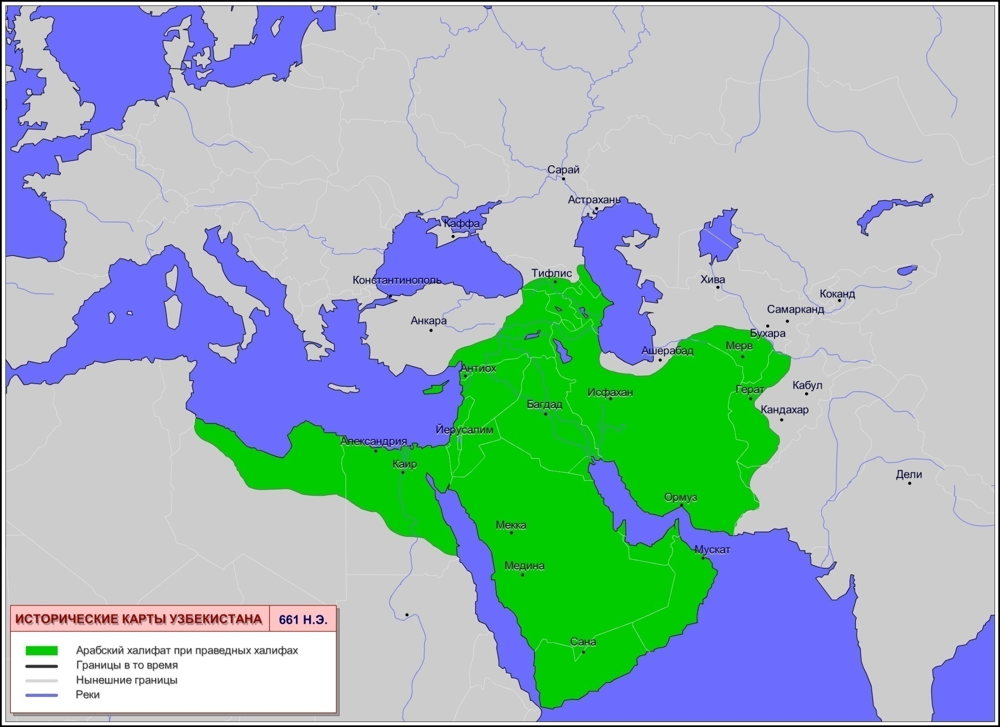 Сарай
Астрахань
Каффа
Тифлис
Константинополь
Хива
Коканд
Самарканд
Анкара
Бухара
Мерв
Ашерабад
Антиох
Кабул
Герат
Исфахан
Багдад
Кандахар
Йерусалим
Александрия
Каир
Дели
Ормуз
Мекка
Мускат
Медина
Сана
ИСТОРИЧЕСКИЕ КАРТЫ УЗБЕКИСТАНА 661 Н.Э.
Арабский халифат при праведных халифах
Границы в то время
Нынешние границы
Реки